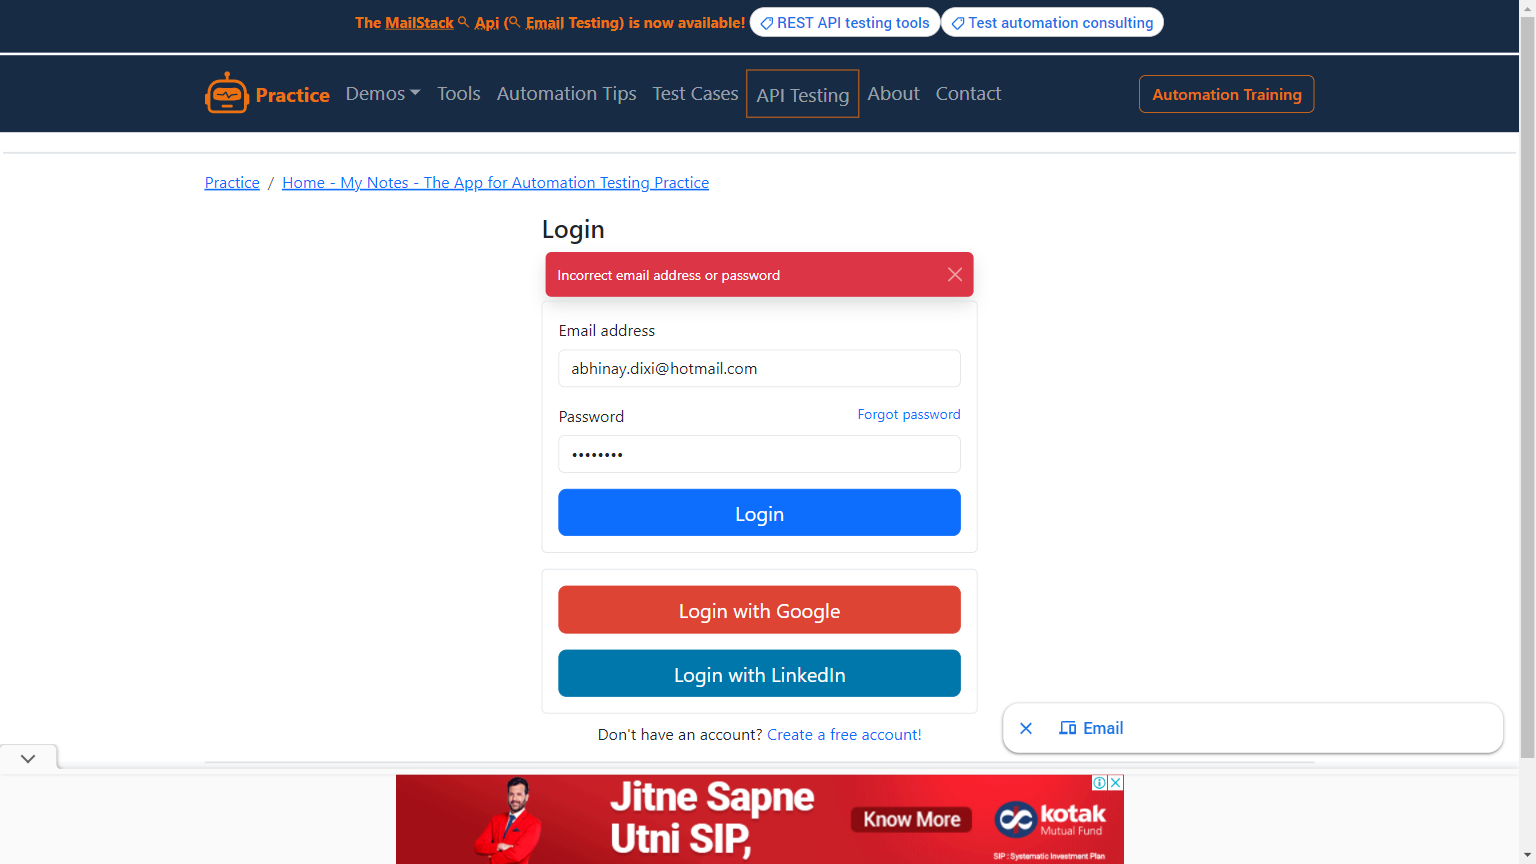 The MailStack Api (Email Testing) is now available! REST API testing tools Test automation consulting
Practice Demos Tools Automation Tips Test Cases API Testing About Contact Automation Training
Practice / Home - My Notes - The App for Automation Testing Practice
Login
Incorrect email address or password
Email address
abhinay.dixi@hotmail.com
Password Forgot password
••••••••
Login
Login with Google
Login with LinkedIn
Don't have an account? Create a free account!
Email
Jitne Sapne
Utni SIP,
Know More
kotak
Mutual Fund
SIP : Systematic Investment Plan